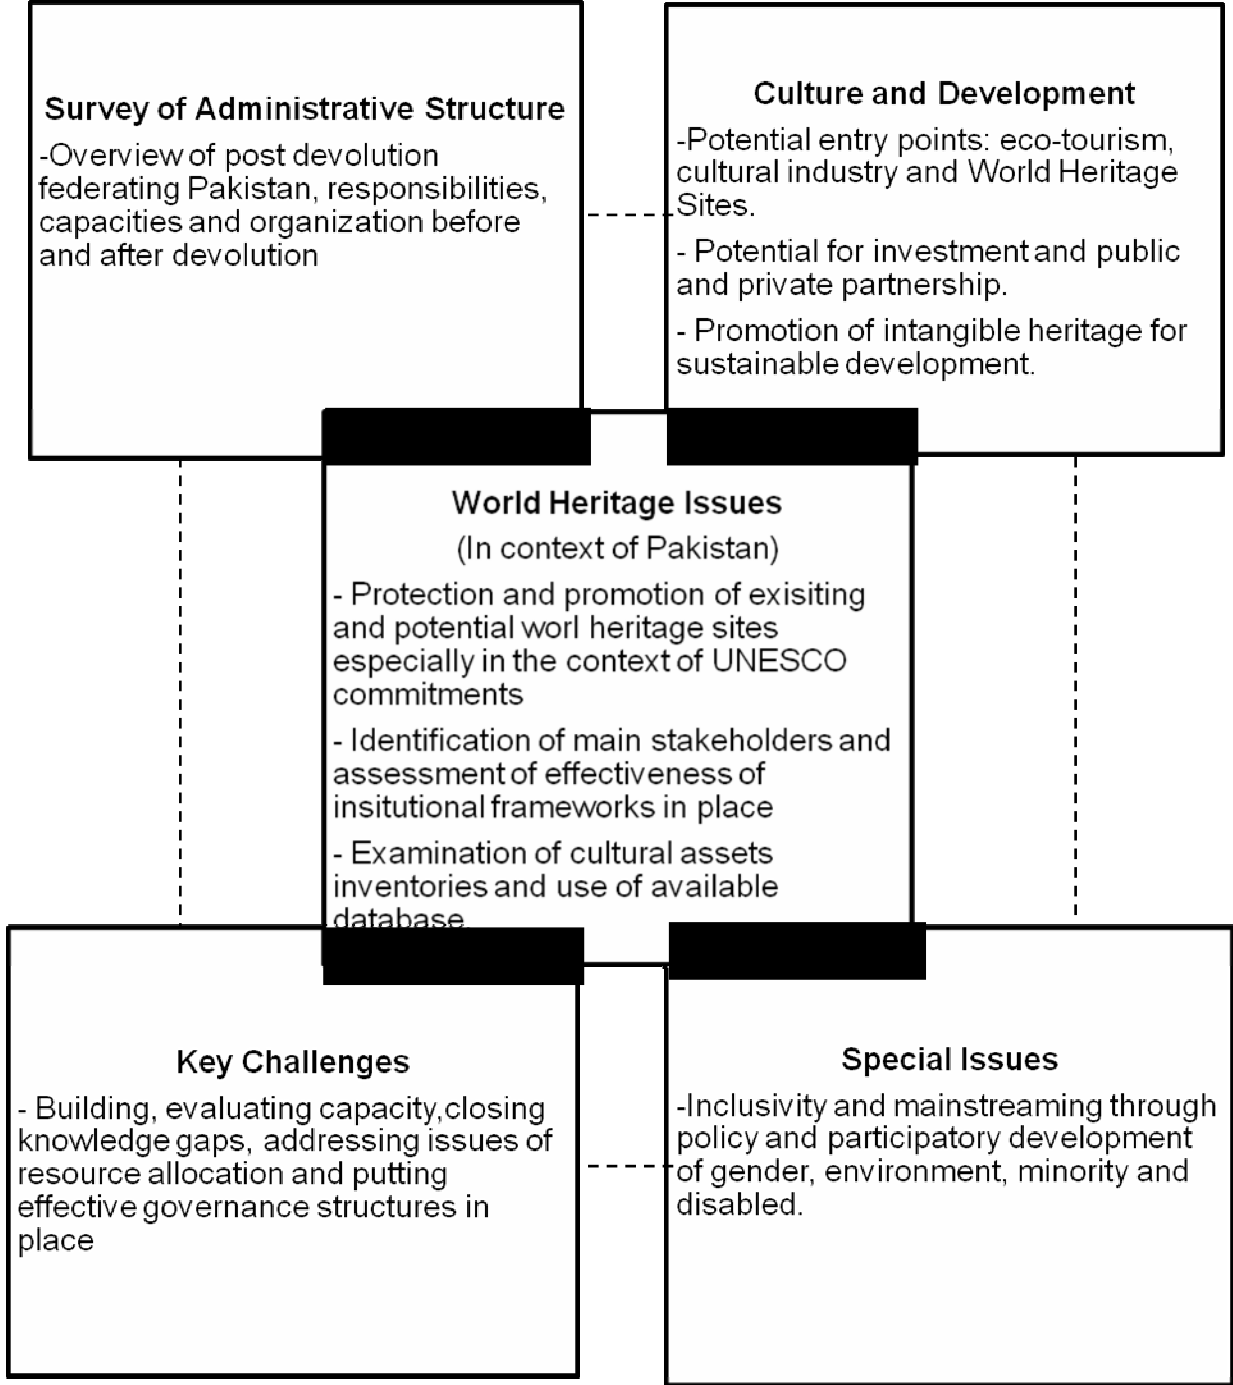 Survey of Administrative Structure
-Overview of post devolution
federating Pakistan, responsibilities,
capacities and organization before
and after devolution
Culture and Development
-Potential entry points: eco-tourism,
cultural industry and World Heritage
Sites.
- Potential for investment and public
and private partnership.
- Promotion of intangible heritage for
sustainable development.
World Heritage Issues
(In context of Pakistan)
- Protection and promotion of exisiting
and potential worl heritage sites
especially in the context of UNESCO
commitments
- Identification of main stakeholders and
assessment of effectiveness of
insitutional frameworks in place
- Examination of cultural assets
inventories and use of available
database.
Key Challenges
- Building, evaluating capacity,closing
knowledge gaps, addressing issues of
resource allocation and putting
effective governance structures in
place
Special Issues
-Inclusivity and mainstreaming through
policy and participatory development
of gender, environment, minority and
disabled.